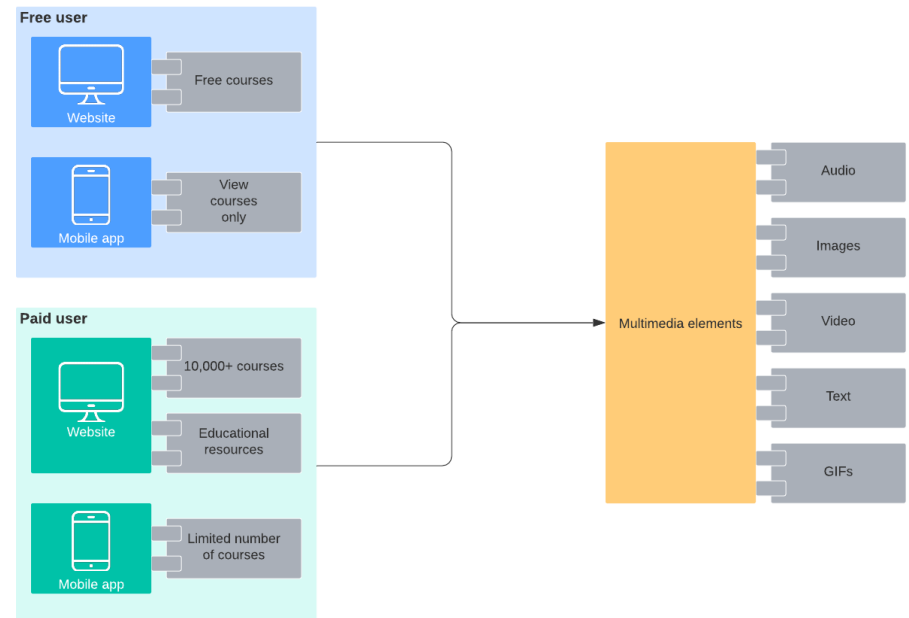 Free user
Website
Free courses
Mobile app
View
courses
only
Paid user
Website
10,000+ courses
Educational
resources
Mobile app
Limited number
of courses
Multimedia elements
Audio
Images
Video
Text
GIFs